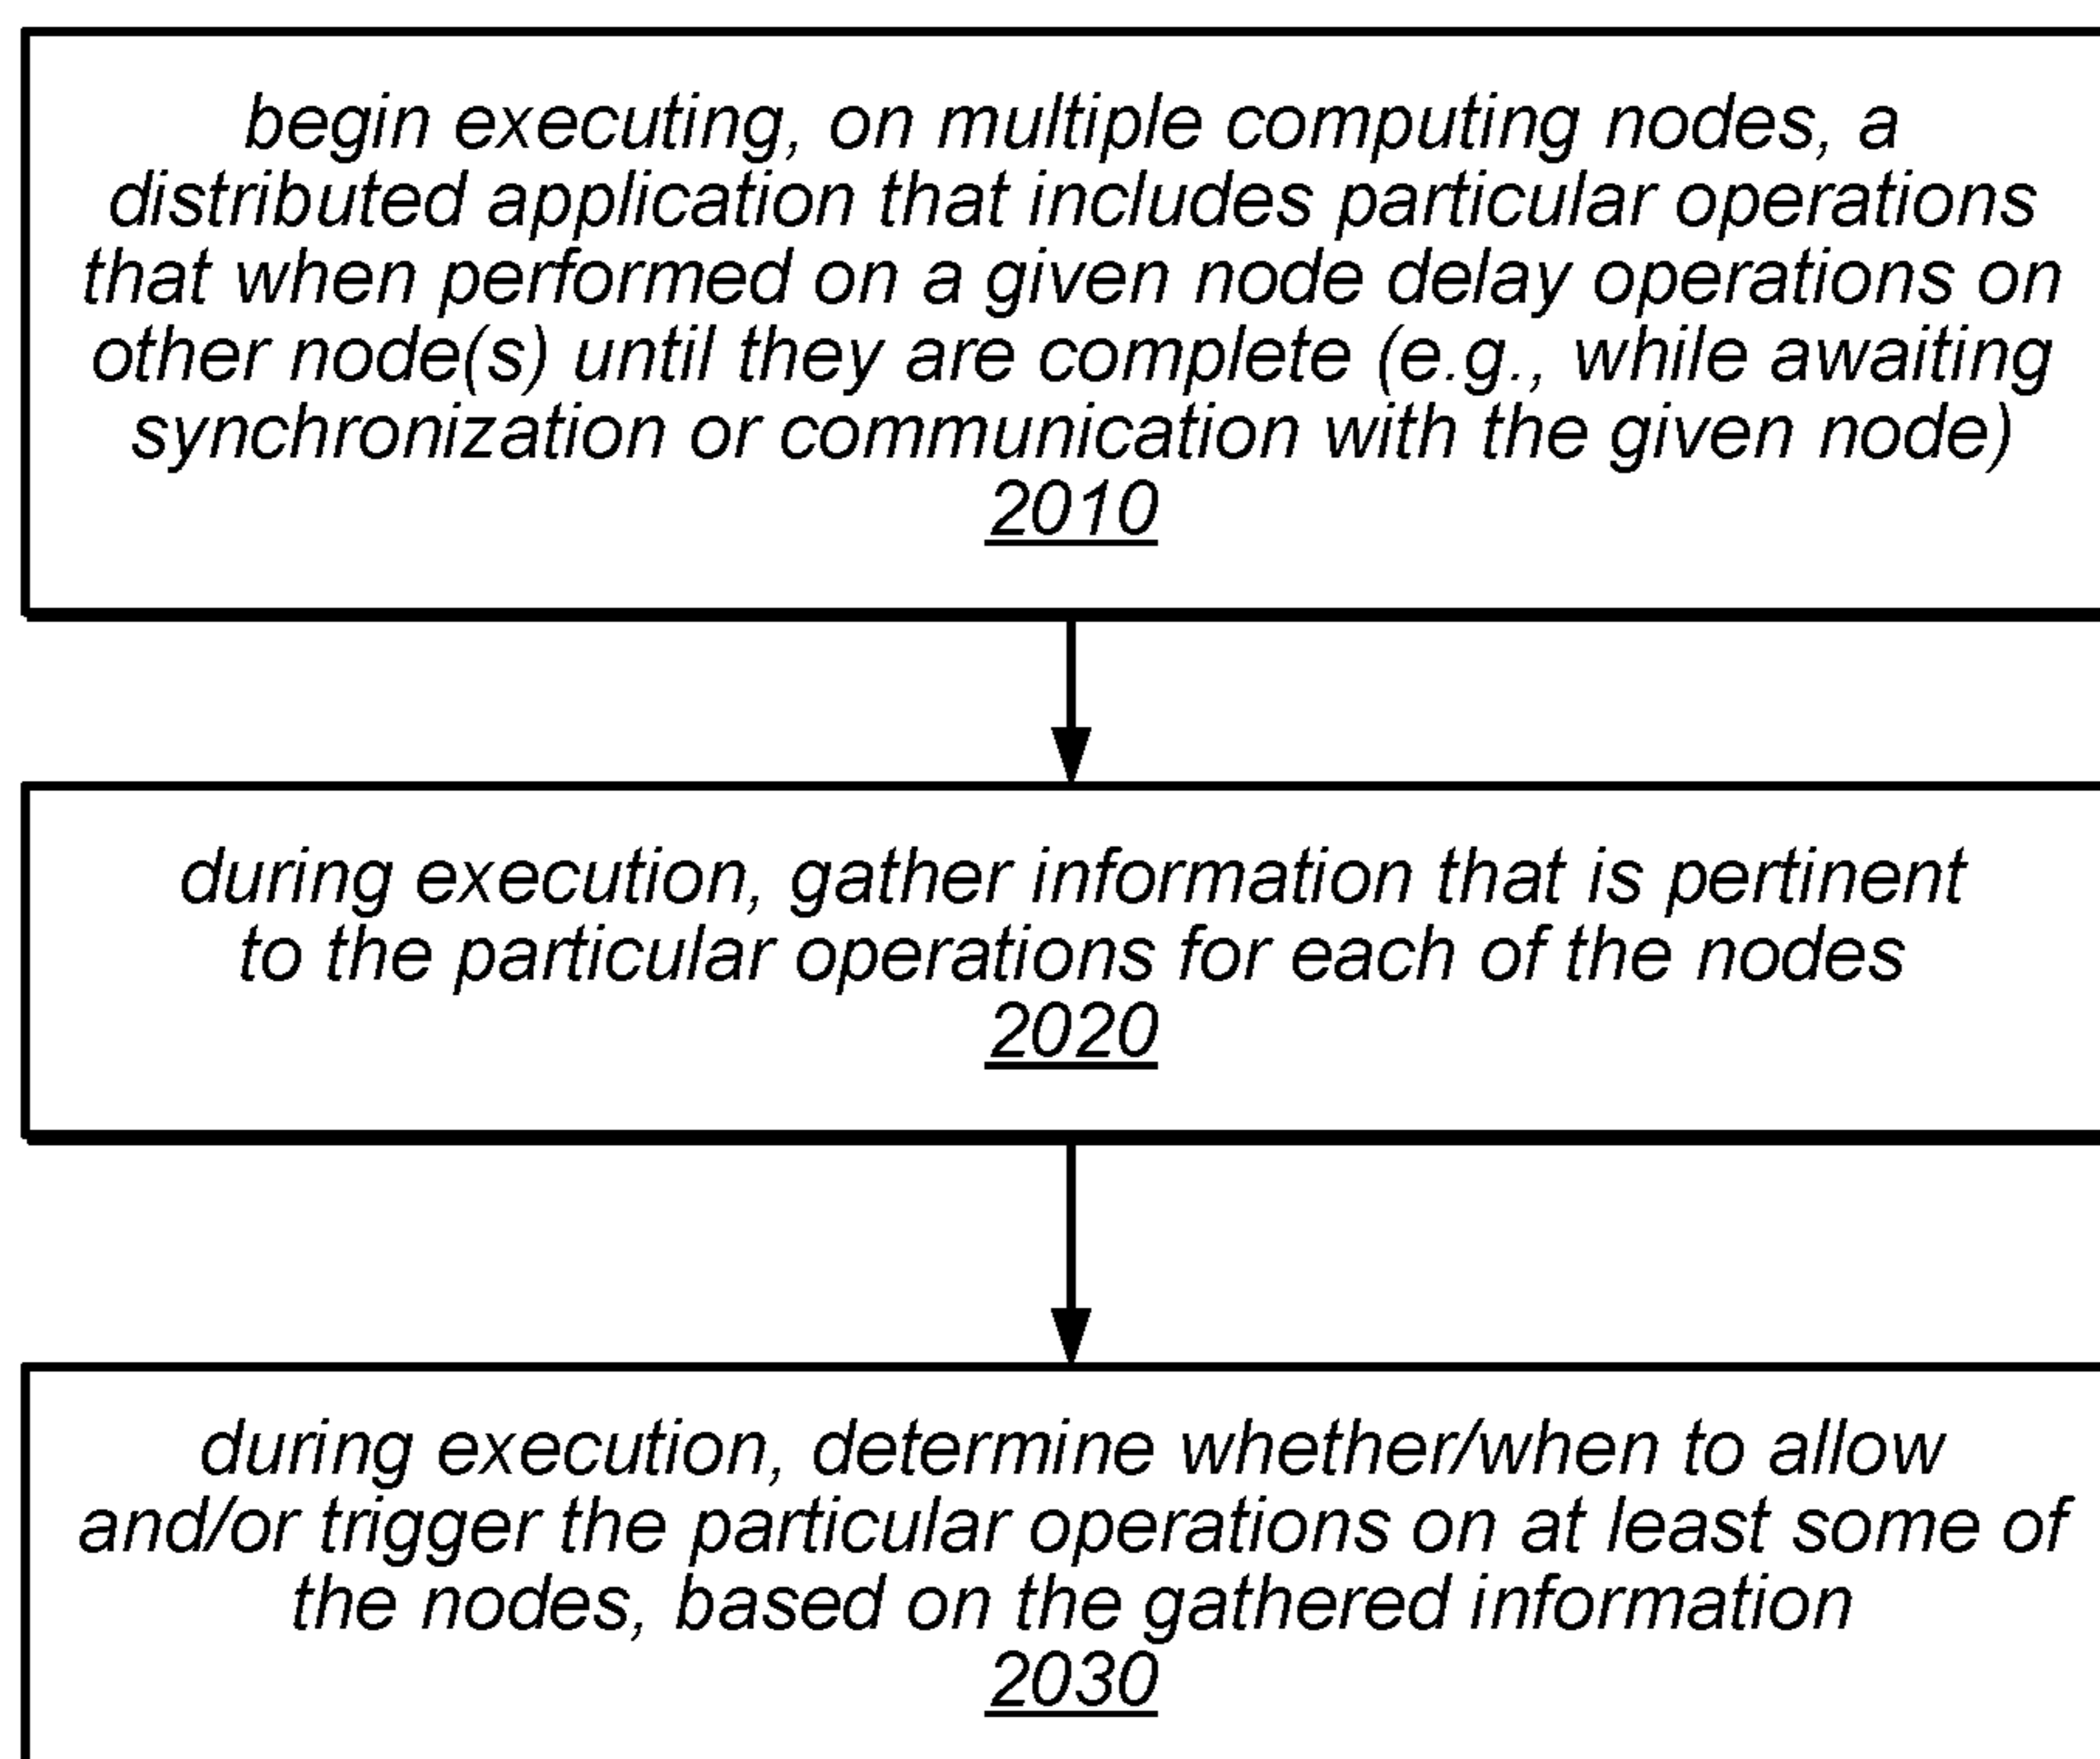 begin executing, on multiple computing nodes, a
distributed application that includes particular operations
that when performed on a given node delay operations on
other node(s) until they are complete (e.g., while awaiting
synchronization or communication with the given node)
2010
during execution, gather information that is pertinent
to the particular operations for each of the nodes
2020
during execution, determine whether/when to allow
and/or trigger the particular operations on at least some of
the nodes, based on the gathered information
2030